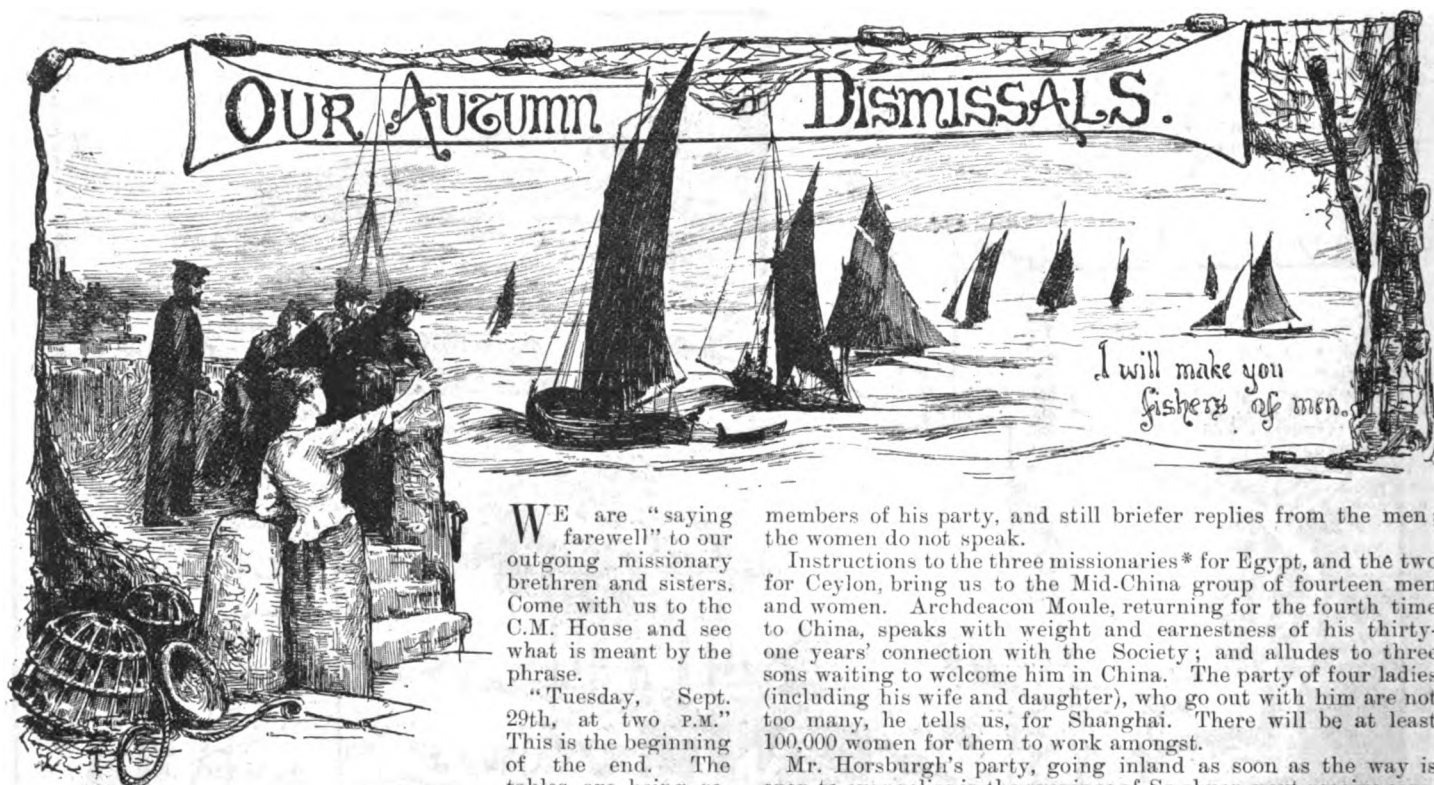 OUR AUTUMN DISMISSALS.
I will make you
fishers of men.
WE are "saying
farewell" to our
outgoing missionary
brethren and sisters.
Come with us to the
C.M. House and see
what is meant by the
phrase.
"Tuesday, Sept.
29th, at two P.M."
This is the beginning
of the end. The
tables are being
members of his party, and still briefer replies from the men;
the women do not speak.
Instructions to the three missionaries* for Egypt, and the two
for Ceylon, bring us to the Mid-China group of fourteen men
and women. Archdeacon Moule, returning for the fourth time
to China, speaks with weight and earnestness of his thirty-
one years' connection with the Society; and alludes to three
sons waiting to welcome him in China. The party of four ladies
(including his wife and daughter), who go out with him are not
too many, he tells us, for Shanghai. There will be at least
100,000 women for them to work amongst.
Mr. Horsburgh's party, going inland as soon as the way is